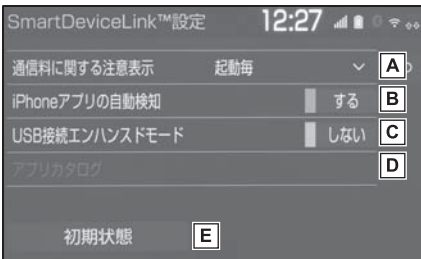 SmartDeviceLink™設定 12:27
通信料に関する注意表示 起動毎 A
iPhoneアプリの自動検知 する B
USB接続エンハンスドモード しない C
アプリカタログ D
初期状態 E